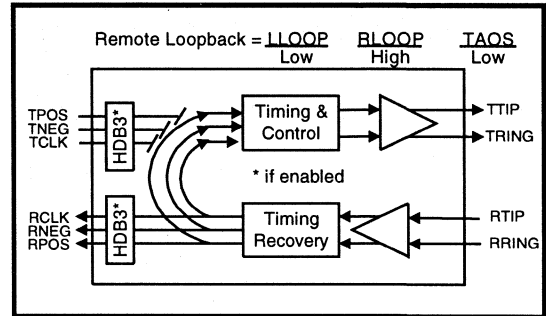 Remote Loopback = LLOOP RLOOP TAOS
Low High Low
TPOS
TNEG
TCLK
HDB3*
Timing &
Control
TTIP
TRING
* if enabled
RCLK
RNEG
RPOS
HDB3*
Timing
Recovery
RTIP
RRING